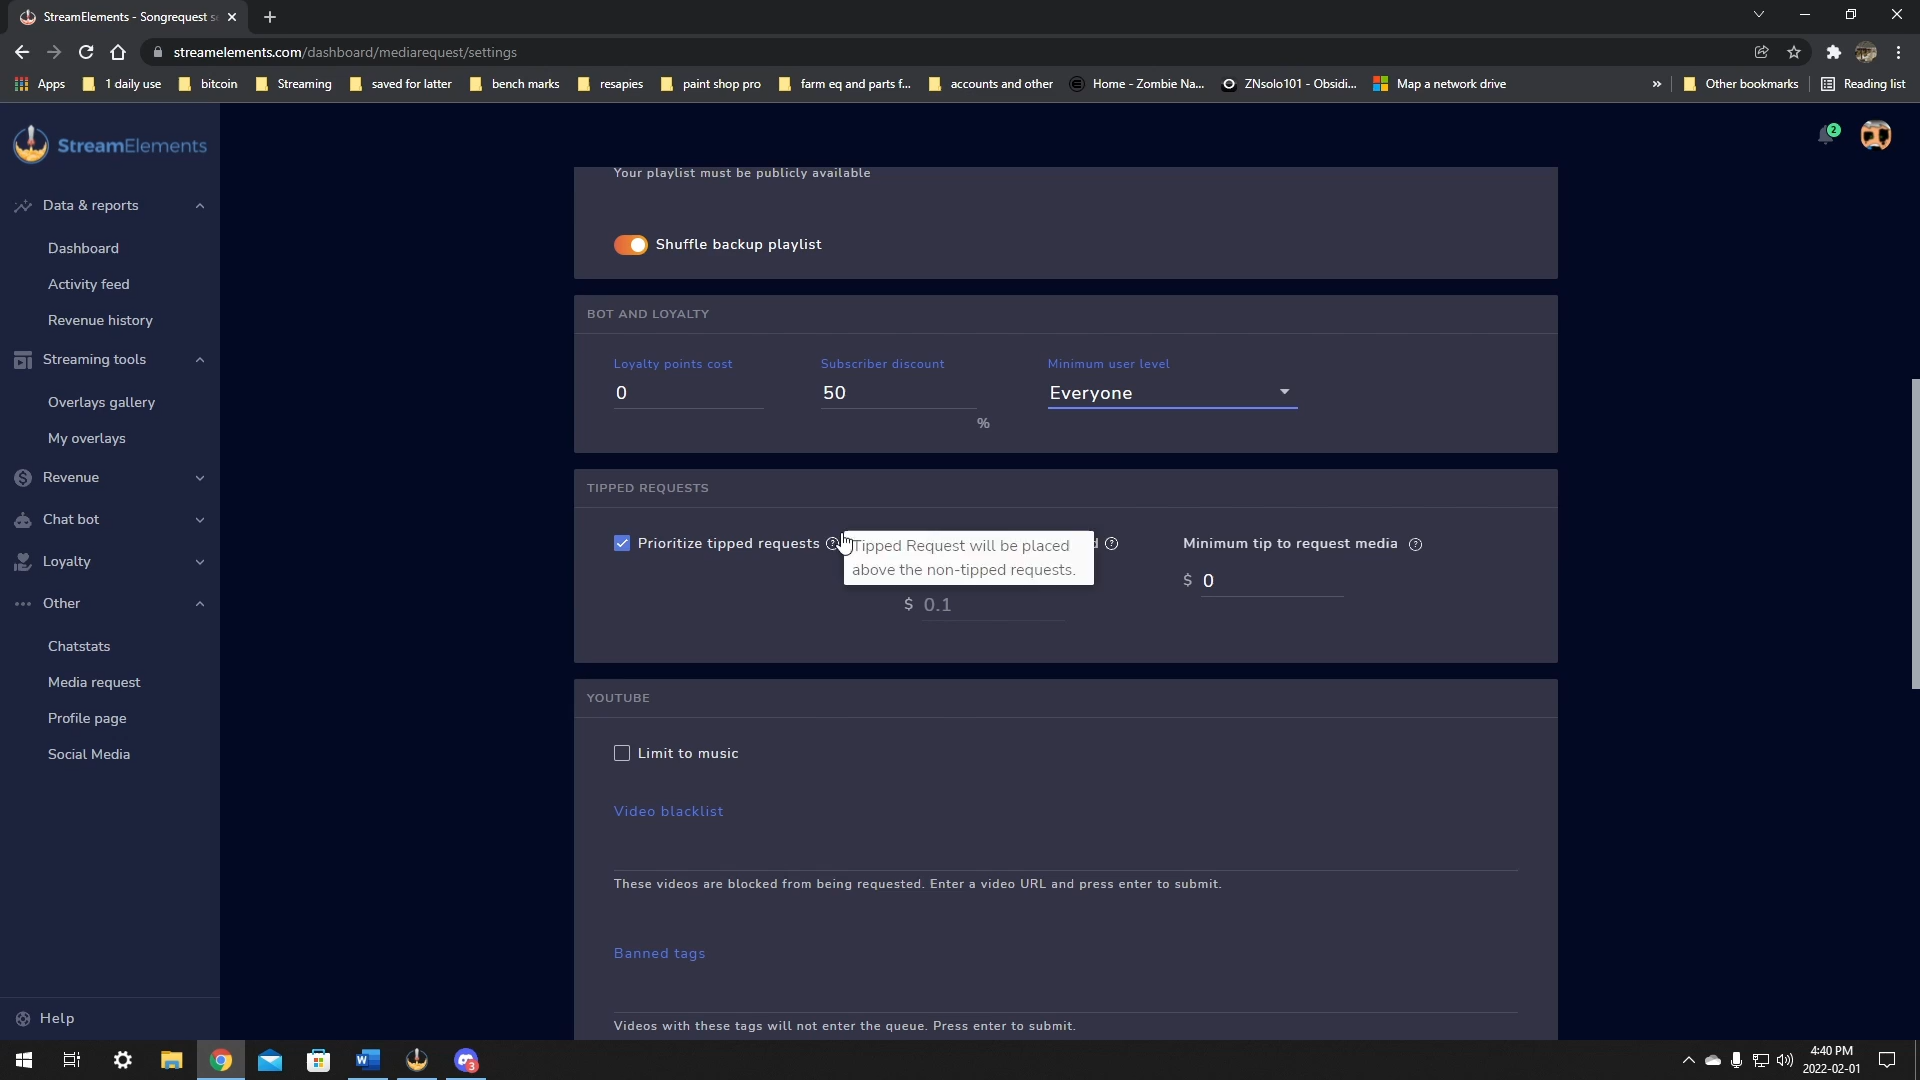 StreamElements - Songrequest s
streamelements.com/dashboard/mediarequest/settings
Apps 1 daily use bitcoin Streaming saved for latter bench marks resapies paint shop pro farm eq and parts f... accounts and other Home - Zombie Na... ZNsolo101 - Obsidi... Map a network drive » Other bookmarks Reading list
StreamElements
2
Data & reports
Dashboard
Activity feed
Revenue history
Streaming tools
Overlays gallery
My overlays
Revenue
Chat bot
Loyalty
Other
Chatstats
Media request
Profile page
Social Media
Help
Your playlist must be publicly available
Shuffle backup playlist
BOT AND LOYALTY
Loyalty points cost Subscriber discount Minimum user level
0 50 Everyone
%
TIPPED REQUESTS
Prioritize tipped requests Minimum tip to request media
Tipped Request will be placed
above the non-tipped requests.
$ 0
$ 0.1
YOUTUBE
Limit to music
Video blacklist
These videos are blocked from being requested. Enter a video URL and press enter to submit.
Banned tags
Videos with these tags will not enter the queue. Press enter to submit.
3
4:40 PM
2022-02-01